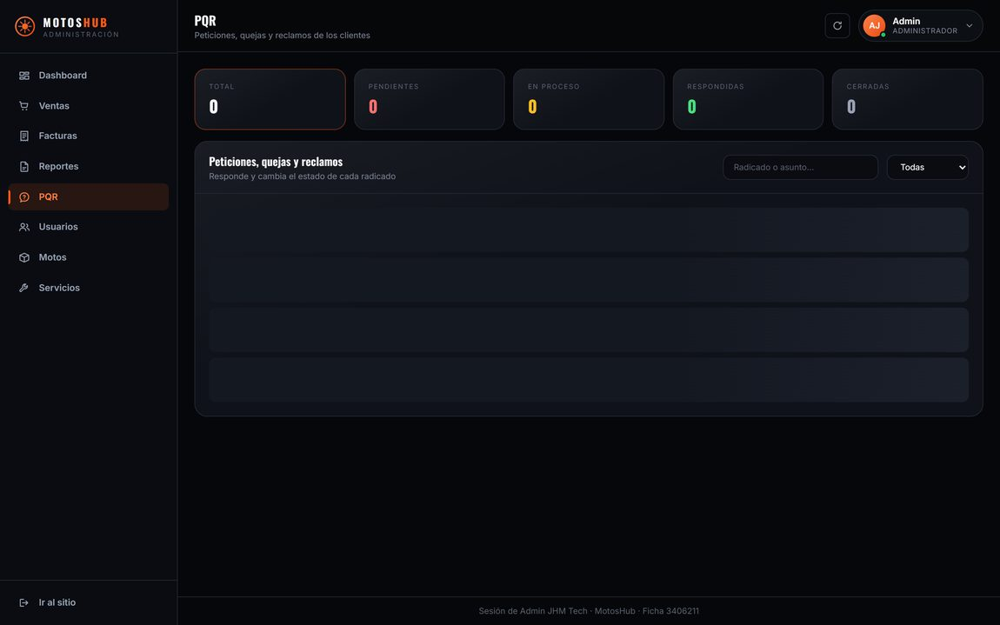 MOTOSHUB
ADMINISTRACIÓN
Dashboard
Ventas
Facturas
Reportes
PQR
Usuarios
Motos
Servicios
Ir al sitio
PQR
Peticiones, quejas y reclamos de los clientes
AJ
Admin
ADMINISTRADOR
TOTAL
0
PENDIENTES
0
EN PROCESO
0
RESPONDIDAS
0
CERRADAS
0
Peticiones, quejas y reclamos
Responde y cambia el estado de cada radicado
Radicado o asunto...
Todas
Sesión de Admin JHM Tech · MotosHub · Ficha 3406211